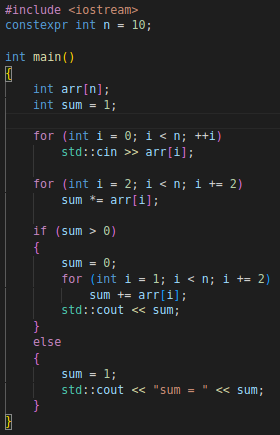 #include <iostream>
constexpr int n = 10;

int main()
{
    int arr[n];
    int sum = 1;

    for (int i = 0; i < n; ++i)
        std::cin >> arr[i];

    for (int i = 2; i < n; i += 2)
        sum *= arr[i];

    if (sum > 0)
    {
        sum = 0;
        for (int i = 1; i < n; i += 2)
            sum += arr[i];
        std::cout << sum;
    }
    else
    {
        sum = 1;
        std::cout << "sum = " << sum;
    }
}